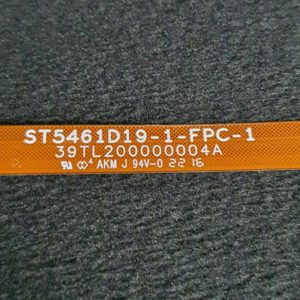 ST5461D19-1-FPC-1
39TL200000004A
AKM J 94V-0 22 16